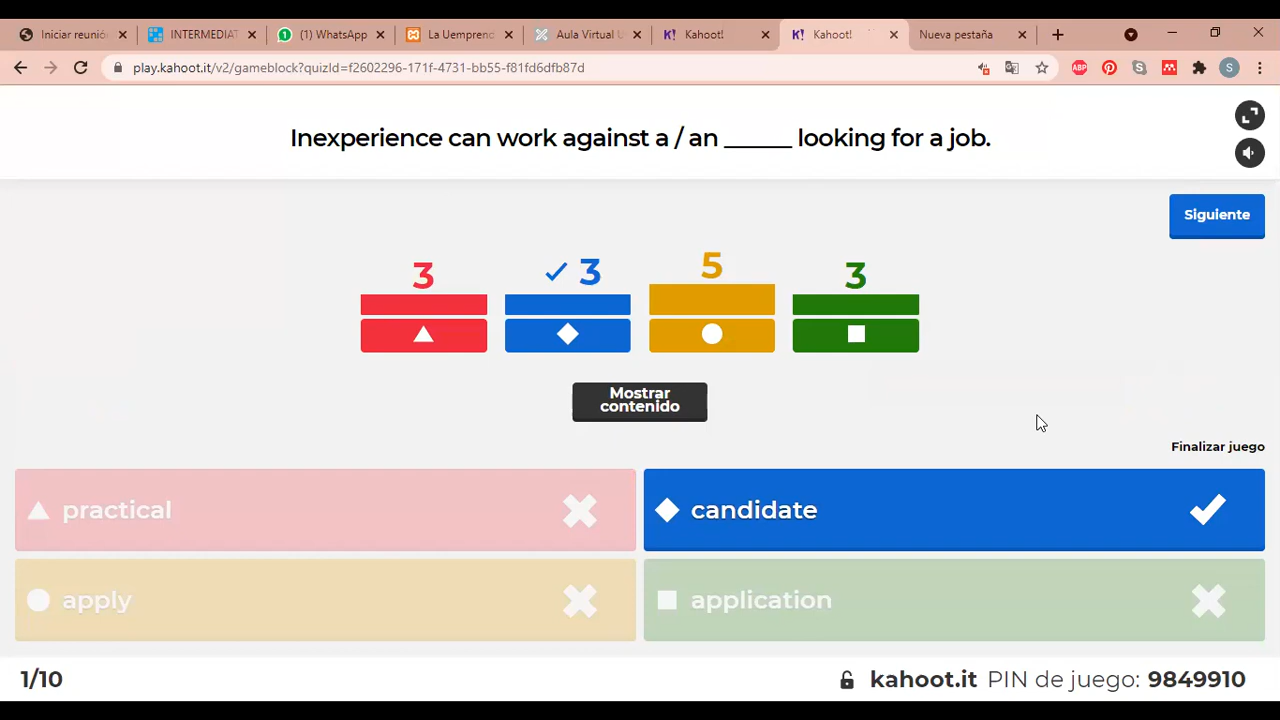 Iniciar reunió
INTERMEDIAT
(1) WhatsApp
La Uemprend
Aula Virtual U
K! Kahoot!
K! Kahoot!
Nueva pestaña
play.kahoot.it/v2/gameblock?quizId=f2602296-171f-4731-bb55-f81fd6dfb87d
ABP
S
Inexperience can work against a / an ______ looking for a job.
Siguiente
3
3
5
3
Mostrar
contenido
Finalizar juego
practical
candidate
apply
application
1/10
kahoot.it PIN de juego: 9849910